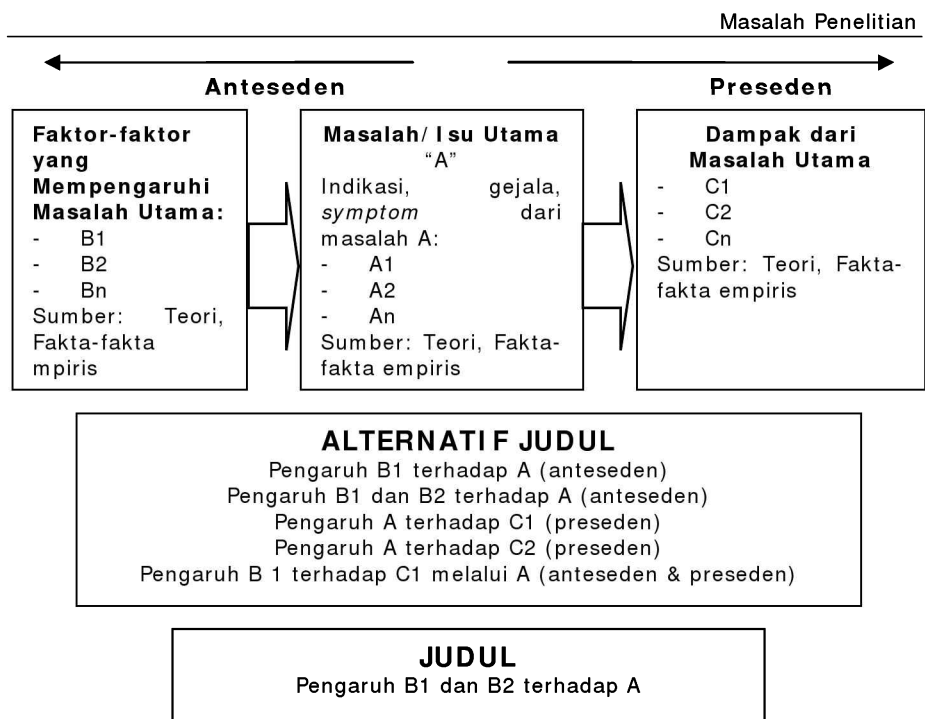 Masalah Penelitian
Anteseden
Preseden
Faktor-faktor
yang
Mempengaruhi
Masalah Utama:
- B1
- B2
- Bn
Sumber: Teori,
Fakta-fakta
mpiris
Masalah/ Isu Utama
“A”
Indikasi, gejala,
symptom dari
masalah A:
- A1
- A2
- An
Sumber: Teori, Fakta-
fakta empiris
Dampak dari
Masalah Utama
- C1
- C2
- Cn
Sumber: Teori, Fakta-
fakta empiris
ALTERNATIF JUDUL
Pengaruh B1 terhadap A (anteseden)
Pengaruh B1 dan B2 terhadap A (anteseden)
Pengaruh A terhadap C1 (preseden)
Pengaruh A terhadap C2 (preseden)
Pengaruh B 1 terhadap C1 melalui A (anteseden & preseden)
JUDUL
Pengaruh B1 dan B2 terhadap A